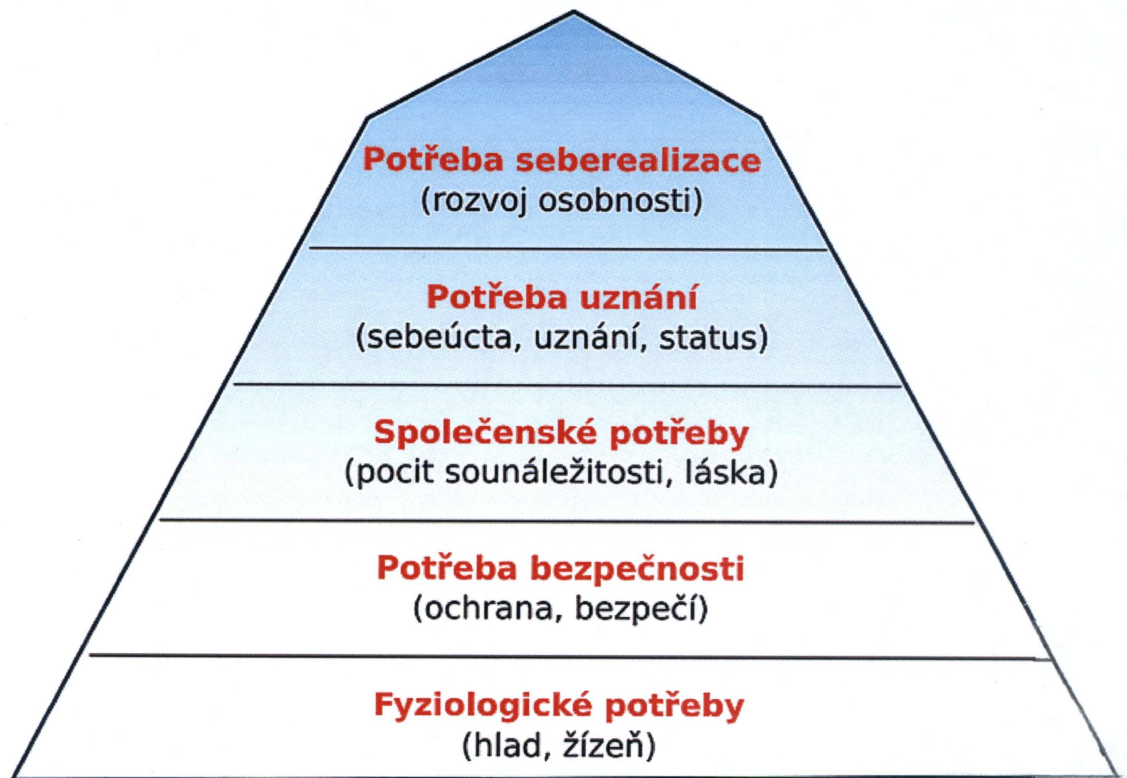 Potřeba seberealizace
(rozvoj osobnosti)
Potřeba uznání
(sebeúcta, uznání, status)
Společenské potřeby
(pocit sounáležitosti, láska)
Potřeba bezpečnosti
(ochrana, bezpečí)
Fyziologické potřeby
(hlad, žízeň)